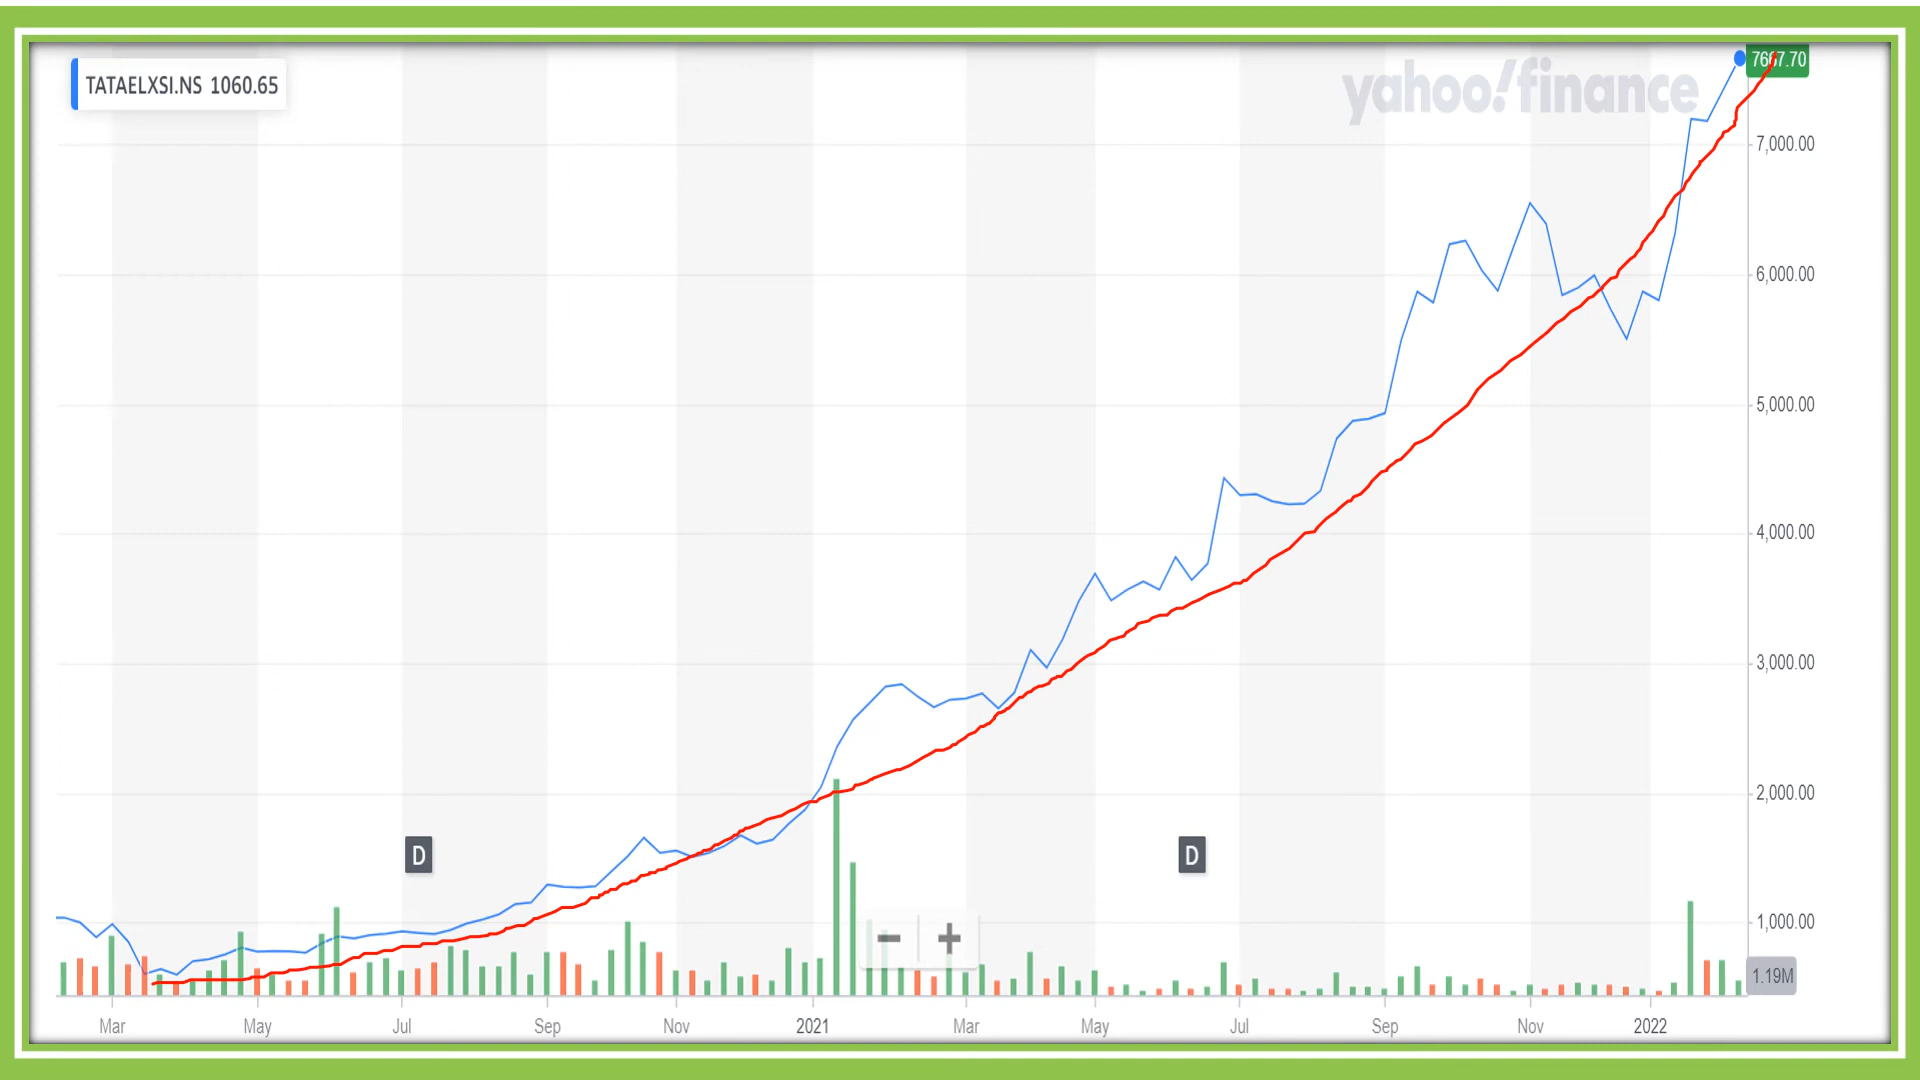 TATAELXSI.NS 1060.65
yahoo!finance
7,000.00
6,000.00
5,000.00
4,000.00
3,000.00
2,000.00
D
D
1,000.00
1.19M
Mar May Jul Sep Nov 2021 Mar May Jul Sep Nov 2022